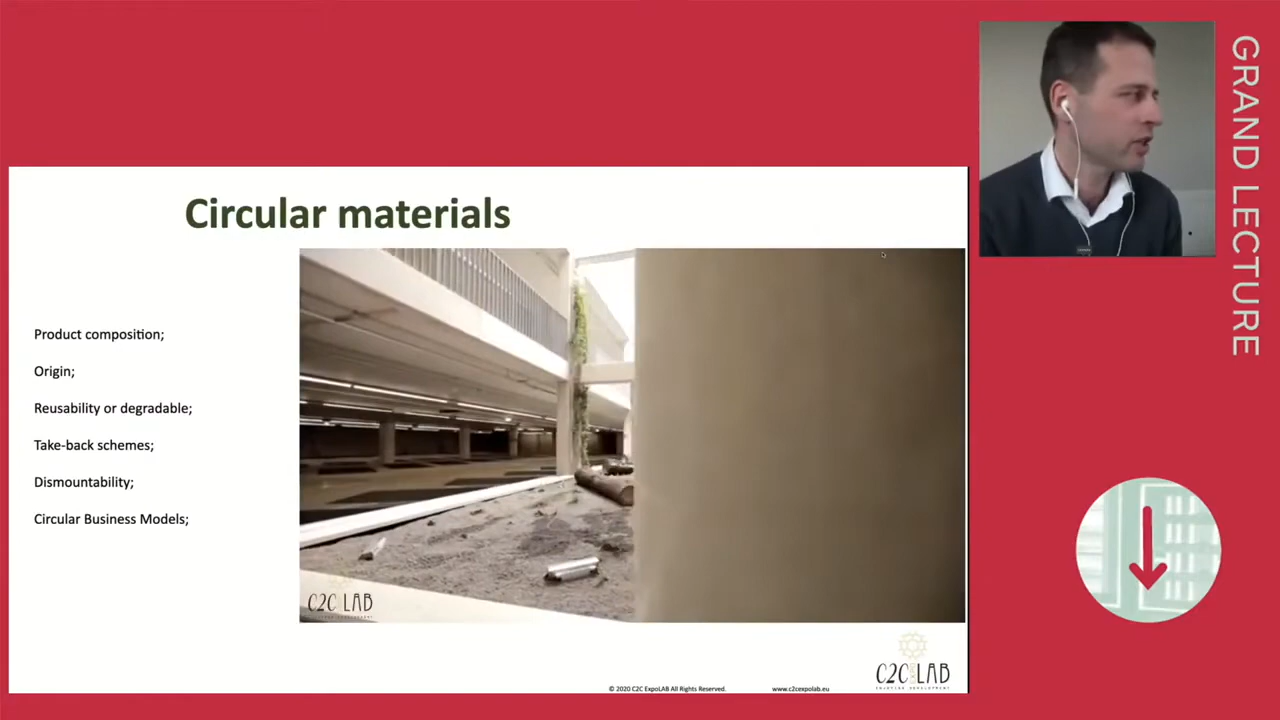 GRAND LECTURE
Circular materials
Product composition;
Origin;
Reusability or degradable;
Take-back schemes;
Dismountability;
Circular Business Models;
C2C LAB
C2C LAB
© 2020 C2C ExpoLAB All Rights Reserved.
www.c2cexpolab.eu